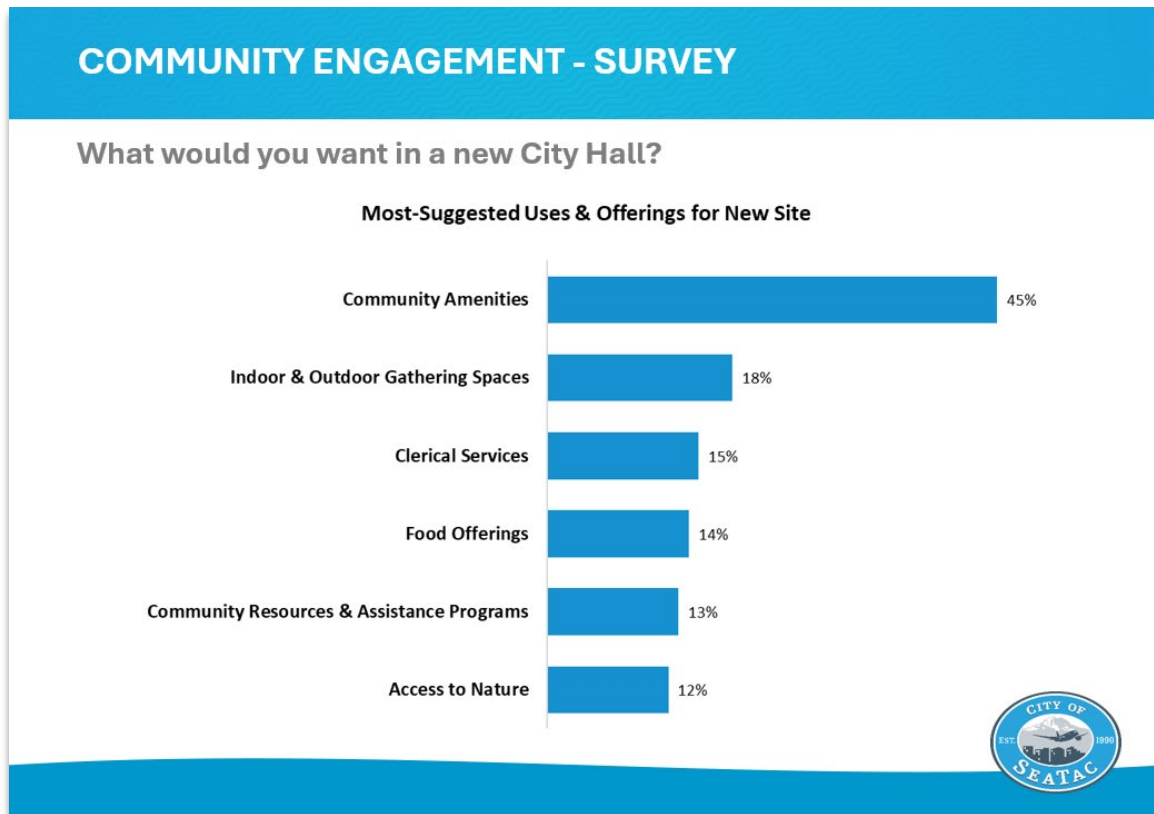 COMMUNITY ENGAGEMENT - SURVEY
What would you want in a new City Hall?
Most-Suggested Uses & Offerings for New Site
Community Amenities 45%
Indoor & Outdoor Gathering Spaces 18%
Clerical Services 15%
Food Offerings 14%
Community Resources & Assistance Programs 13%
Access to Nature 12%
CITY OF
EST. 1990
SEATAC